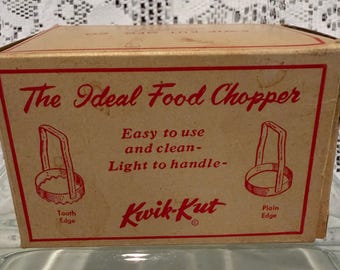 The Ideal Food Chopper
Easy to use
and clean-
Light to handle-
Tooth
Edge
Plain
Edge
Kwik-Kut
©